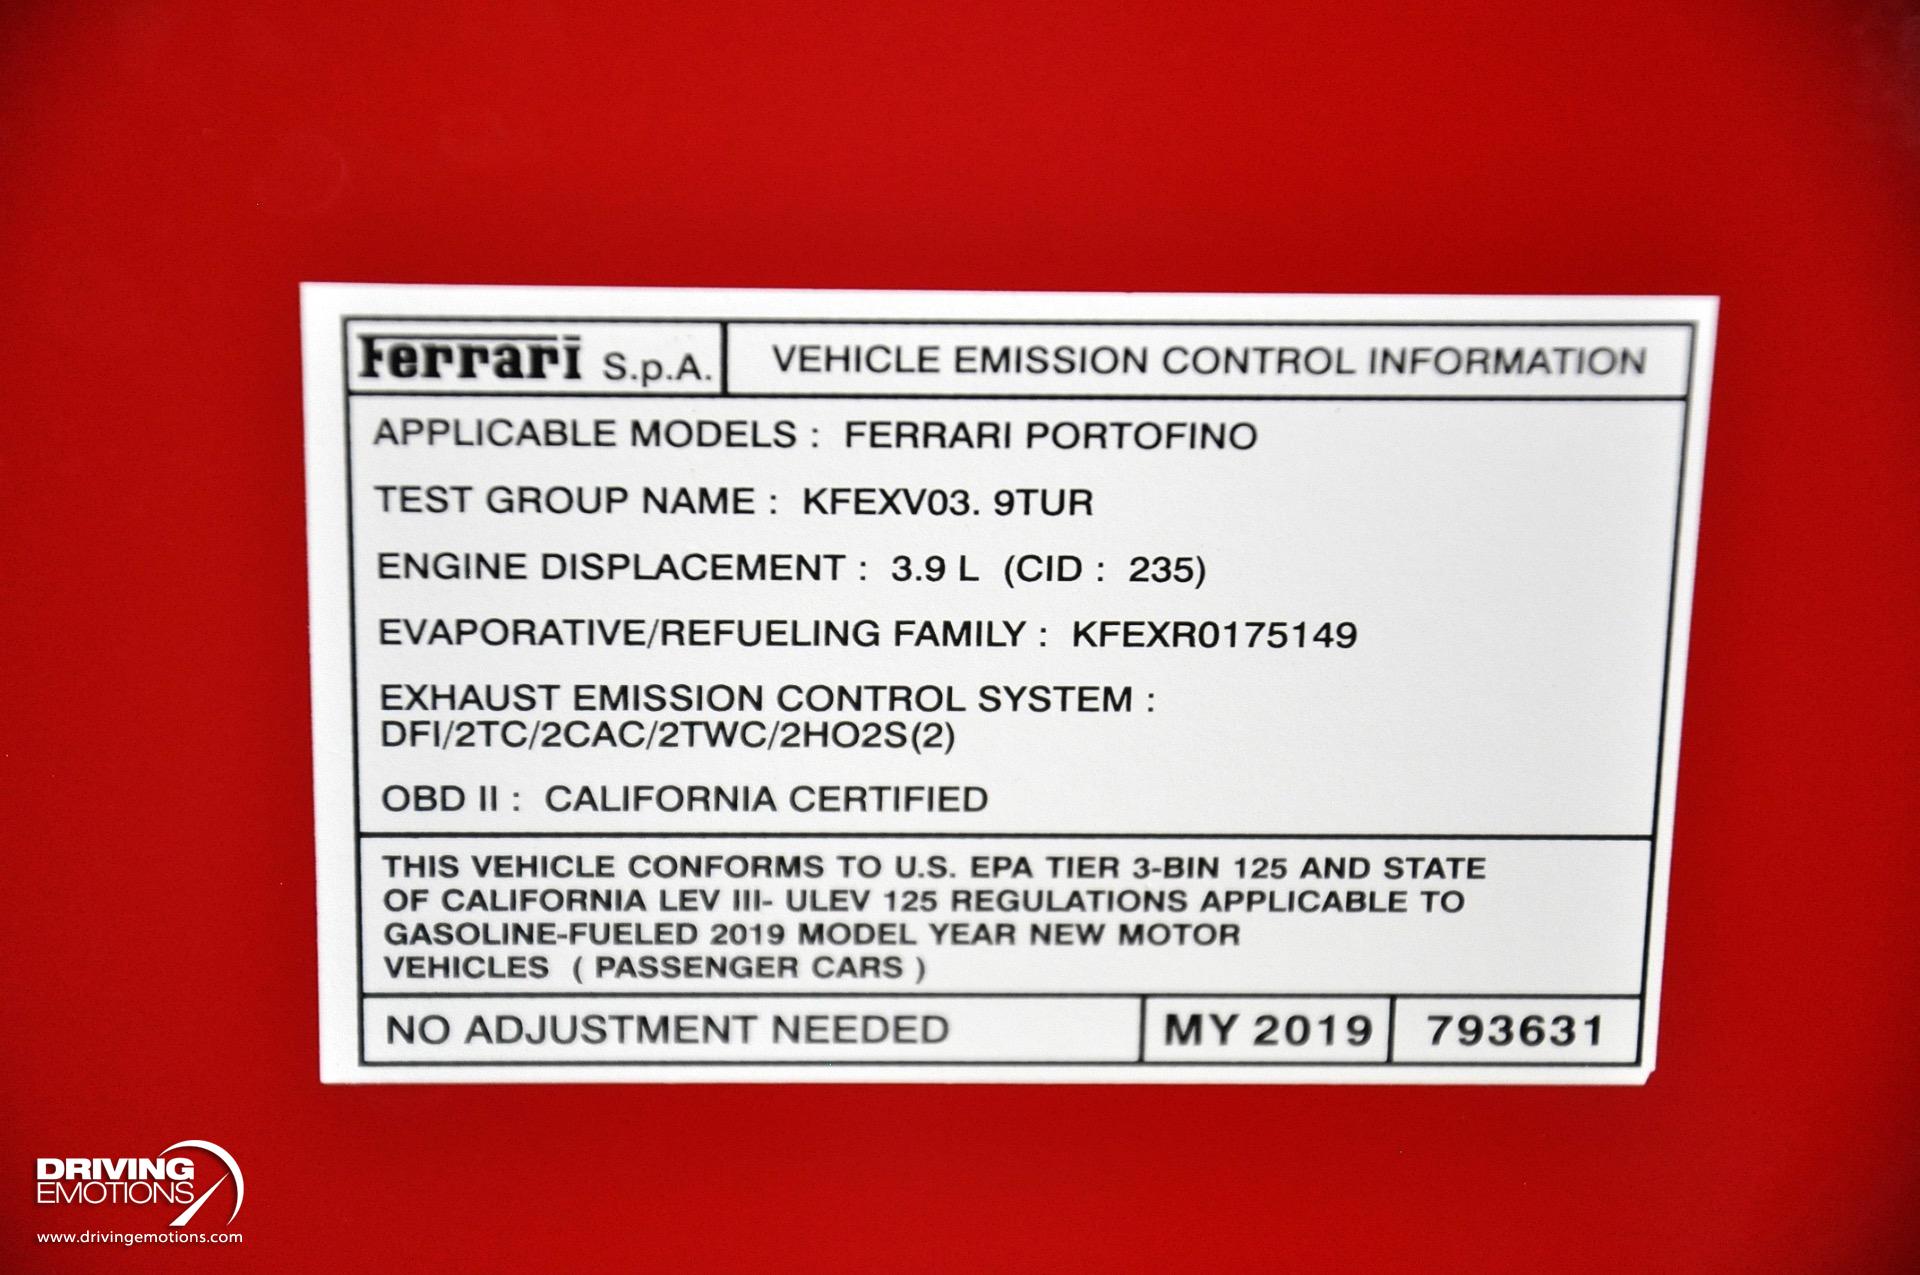 Ferrari S.p.A. VEHICLE EMISSION CONTROL INFORMATION
APPLICABLE MODELS : FERRARI PORTOFINO
TEST GROUP NAME : KFEXV03. 9TUR
ENGINE DISPLACEMENT : 3.9 L (CID : 235)
EVAPORATIVE/REFUELING FAMILY : KFEXR0175149
EXHAUST EMISSION CONTROL SYSTEM :
DFI/2TC/2CAC/2TWC/2HO2S(2)
OBD II : CALIFORNIA CERTIFIED
THIS VEHICLE CONFORMS TO U.S. EPA TIER 3-BIN 125 AND STATE
OF CALIFORNIA LEV III- ULEV 125 REGULATIONS APPLICABLE TO
GASOLINE-FUELED 2019 MODEL YEAR NEW MOTOR
VEHICLES ( PASSENGER CARS )
NO ADJUSTMENT NEEDED MY 2019 793631
DRIVING
EMOTIONS
www.drivingemotions.com